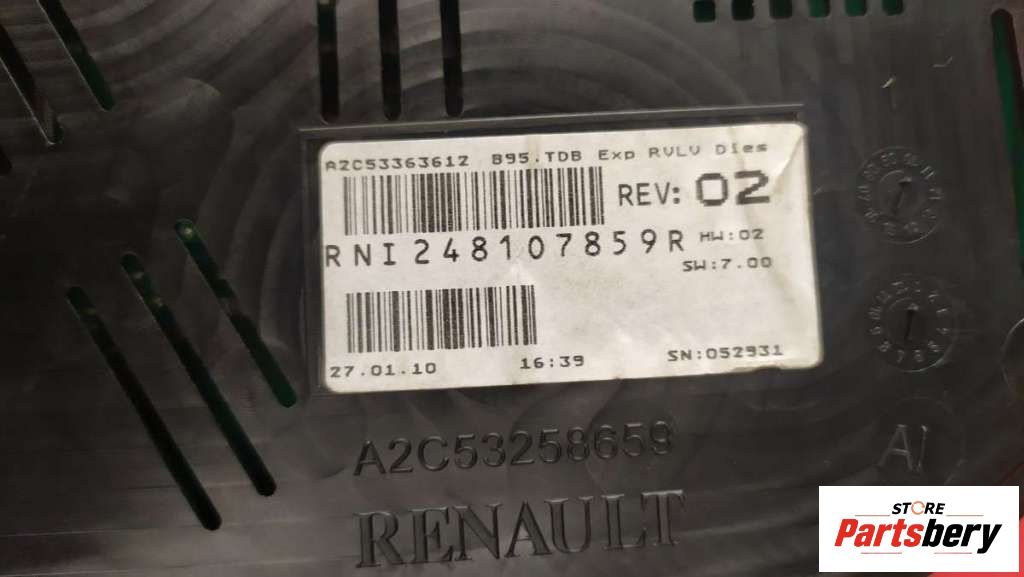 A2C53363612 B95.TDB Exp RVLV Dies
REV: 02
RNI248107859R HW:02
SW:7.00
27.01.10 16:39 SN:052931
A2C53258659
RENAULT
AI
STORE
Partsbery